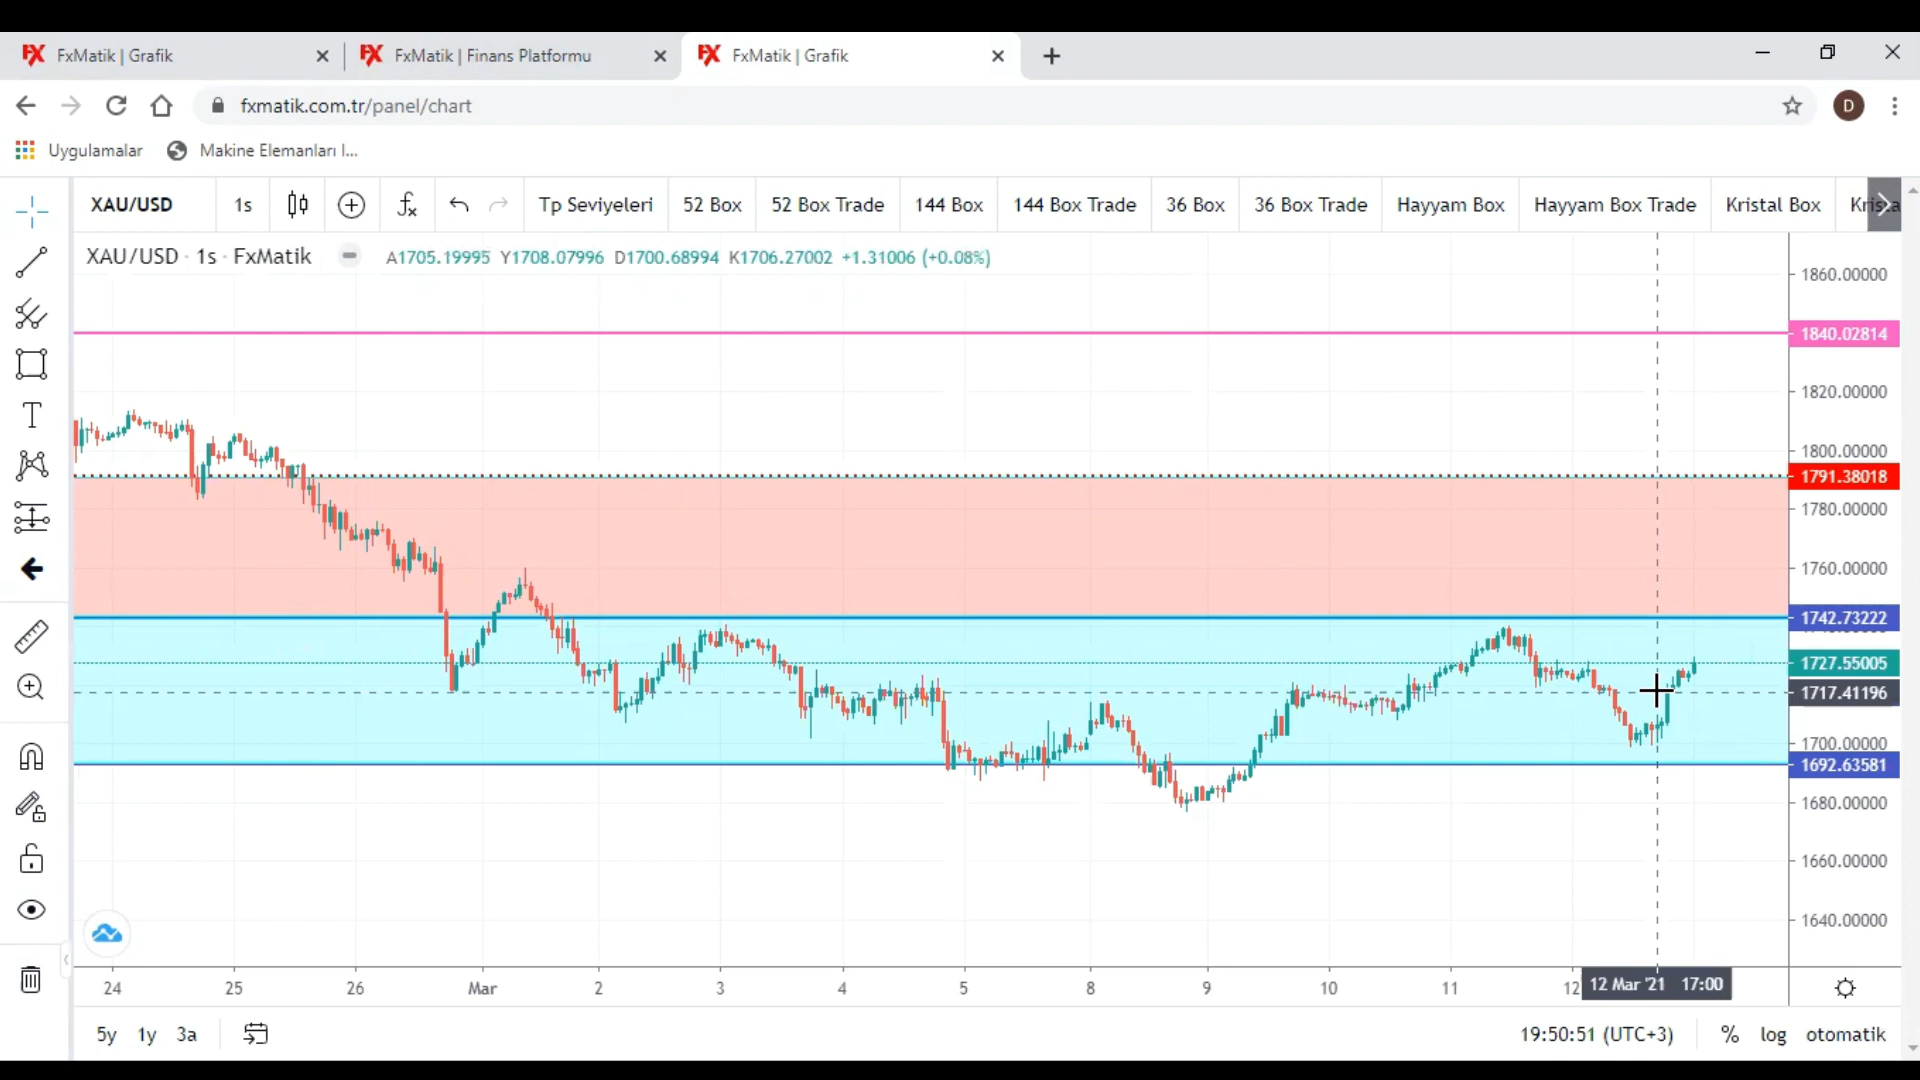 FX FxMatik | Grafik
FX FxMatik | Finans Platformu
FX FxMatik | Grafik
fxmatik.com.tr/panel/chart
D
Uygulamalar
Makine Elemanları I...
XAU/USD 1s Tp Seviyeleri 52 Box 52 Box Trade 144 Box 144 Box Trade 36 Box 36 Box Trade Hayyam Box Hayyam Box Trade Kristal Box
XAU/USD · 1s · FxMatik A1705.19995 Y1708.07996 D1700.68994 K1706.27002 +1.31006 (+0.08%)
1860.00000
1840.02814
1820.00000
1800.00000
1791.38018
1780.00000
1760.00000
1742.73222
1727.55005
1717.41196
1700.00000
1692.63581
1680.00000
1660.00000
1640.00000
24 25 26 Mar 2 3 4 5 8 9 10 11 12 12 Mar '21 17:00
5y 1y 3a
19:50:51 (UTC+3) % log otomatik